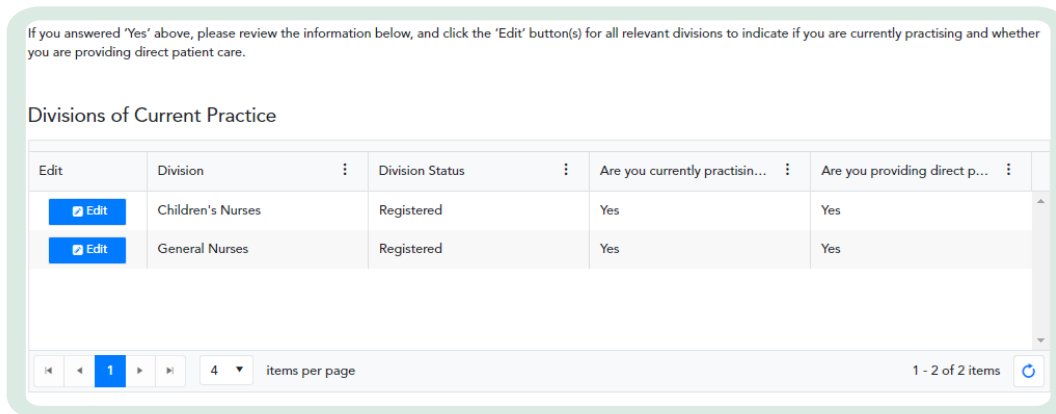 If you answered ‘Yes’ above, please review the information below, and click the ‘Edit’ button(s) for all relevant divisions to indicate if you are currently practising and whether
you are providing direct patient care.
Divisions of Current Practice
Edit Division Division Status Are you currently practisin... Are you providing direct p...
Edit Children's Nurses Registered Yes Yes
Edit General Nurses Registered Yes Yes
1 4 items per page 1 - 2 of 2 items